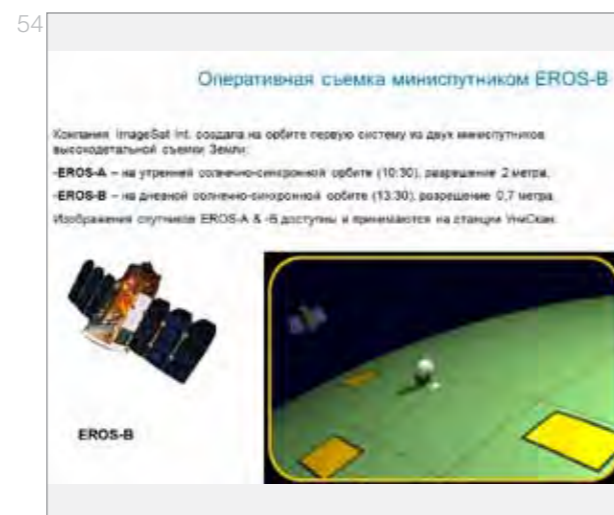 54
Оперативная съемка миниспутником EROS-B
Компания ImageSat Int. создала на орбите первую систему из двух миниспутников
высокодетальной съемки Земли:
-EROS-A – на утренней солнечно-синхронной орбите (10:30), разрешение 2 метра,
-EROS-B – на дневной солнечно-синхронной орбите (13:30), разрешение 0,7 метра.
Изображения спутников EROS-A & -B доступны и принимаются на станции УниСкан.
EROS-B